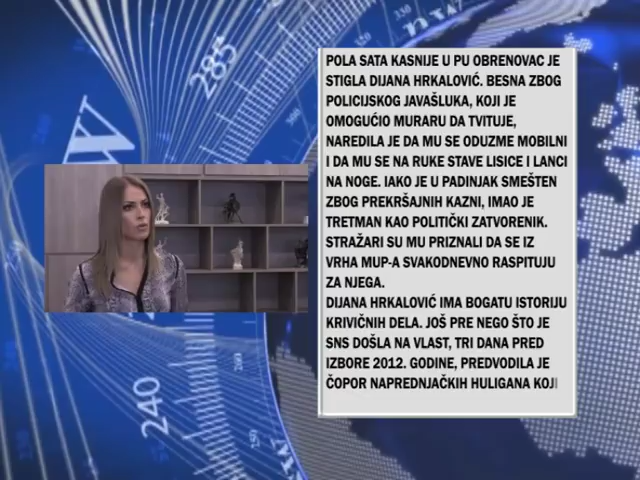 POLA SATA KASNIJE U PU OBRENOVAC JE
STIGLA DIJANA HRKALOVIĆ. BESNA ZBOG
POLICIJSKOG JAVAŠLUKA, KOJI JE
OMOGUĆIO MURARU DA TVITUJE,
NAREDILA JE DA MU SE ODUZME MOBILNI
I DA MU SE NA RUKE STAVE LISICE I LANCI
NA NOGE. IAKO JE U PADINJAK SMEŠTEN
ZBOG PREKRŠAJNIH KAZNI, IMAO JE
TRETMAN KAO POLITIČKI ZATVORENIK.
STRAŽARI SU MU PRIZNALI DA SE IZ
VRHA MUP-A SVAKODNEVNO RASPITUJU
ZA NJEGA.
DIJANA HRKALOVIĆ IMA BOGATU ISTORIJU
KRIVIČNIH DELA. JOŠ PRE NEGO ŠTO JE
SNS DOŠLA NA VLAST, TRI DANA PRED
IZBORE 2012. GODINE, PREDVODILA JE
ČOPOR NAPREDNJAČKIH HULIGANA KOJI
285
240
NW
W